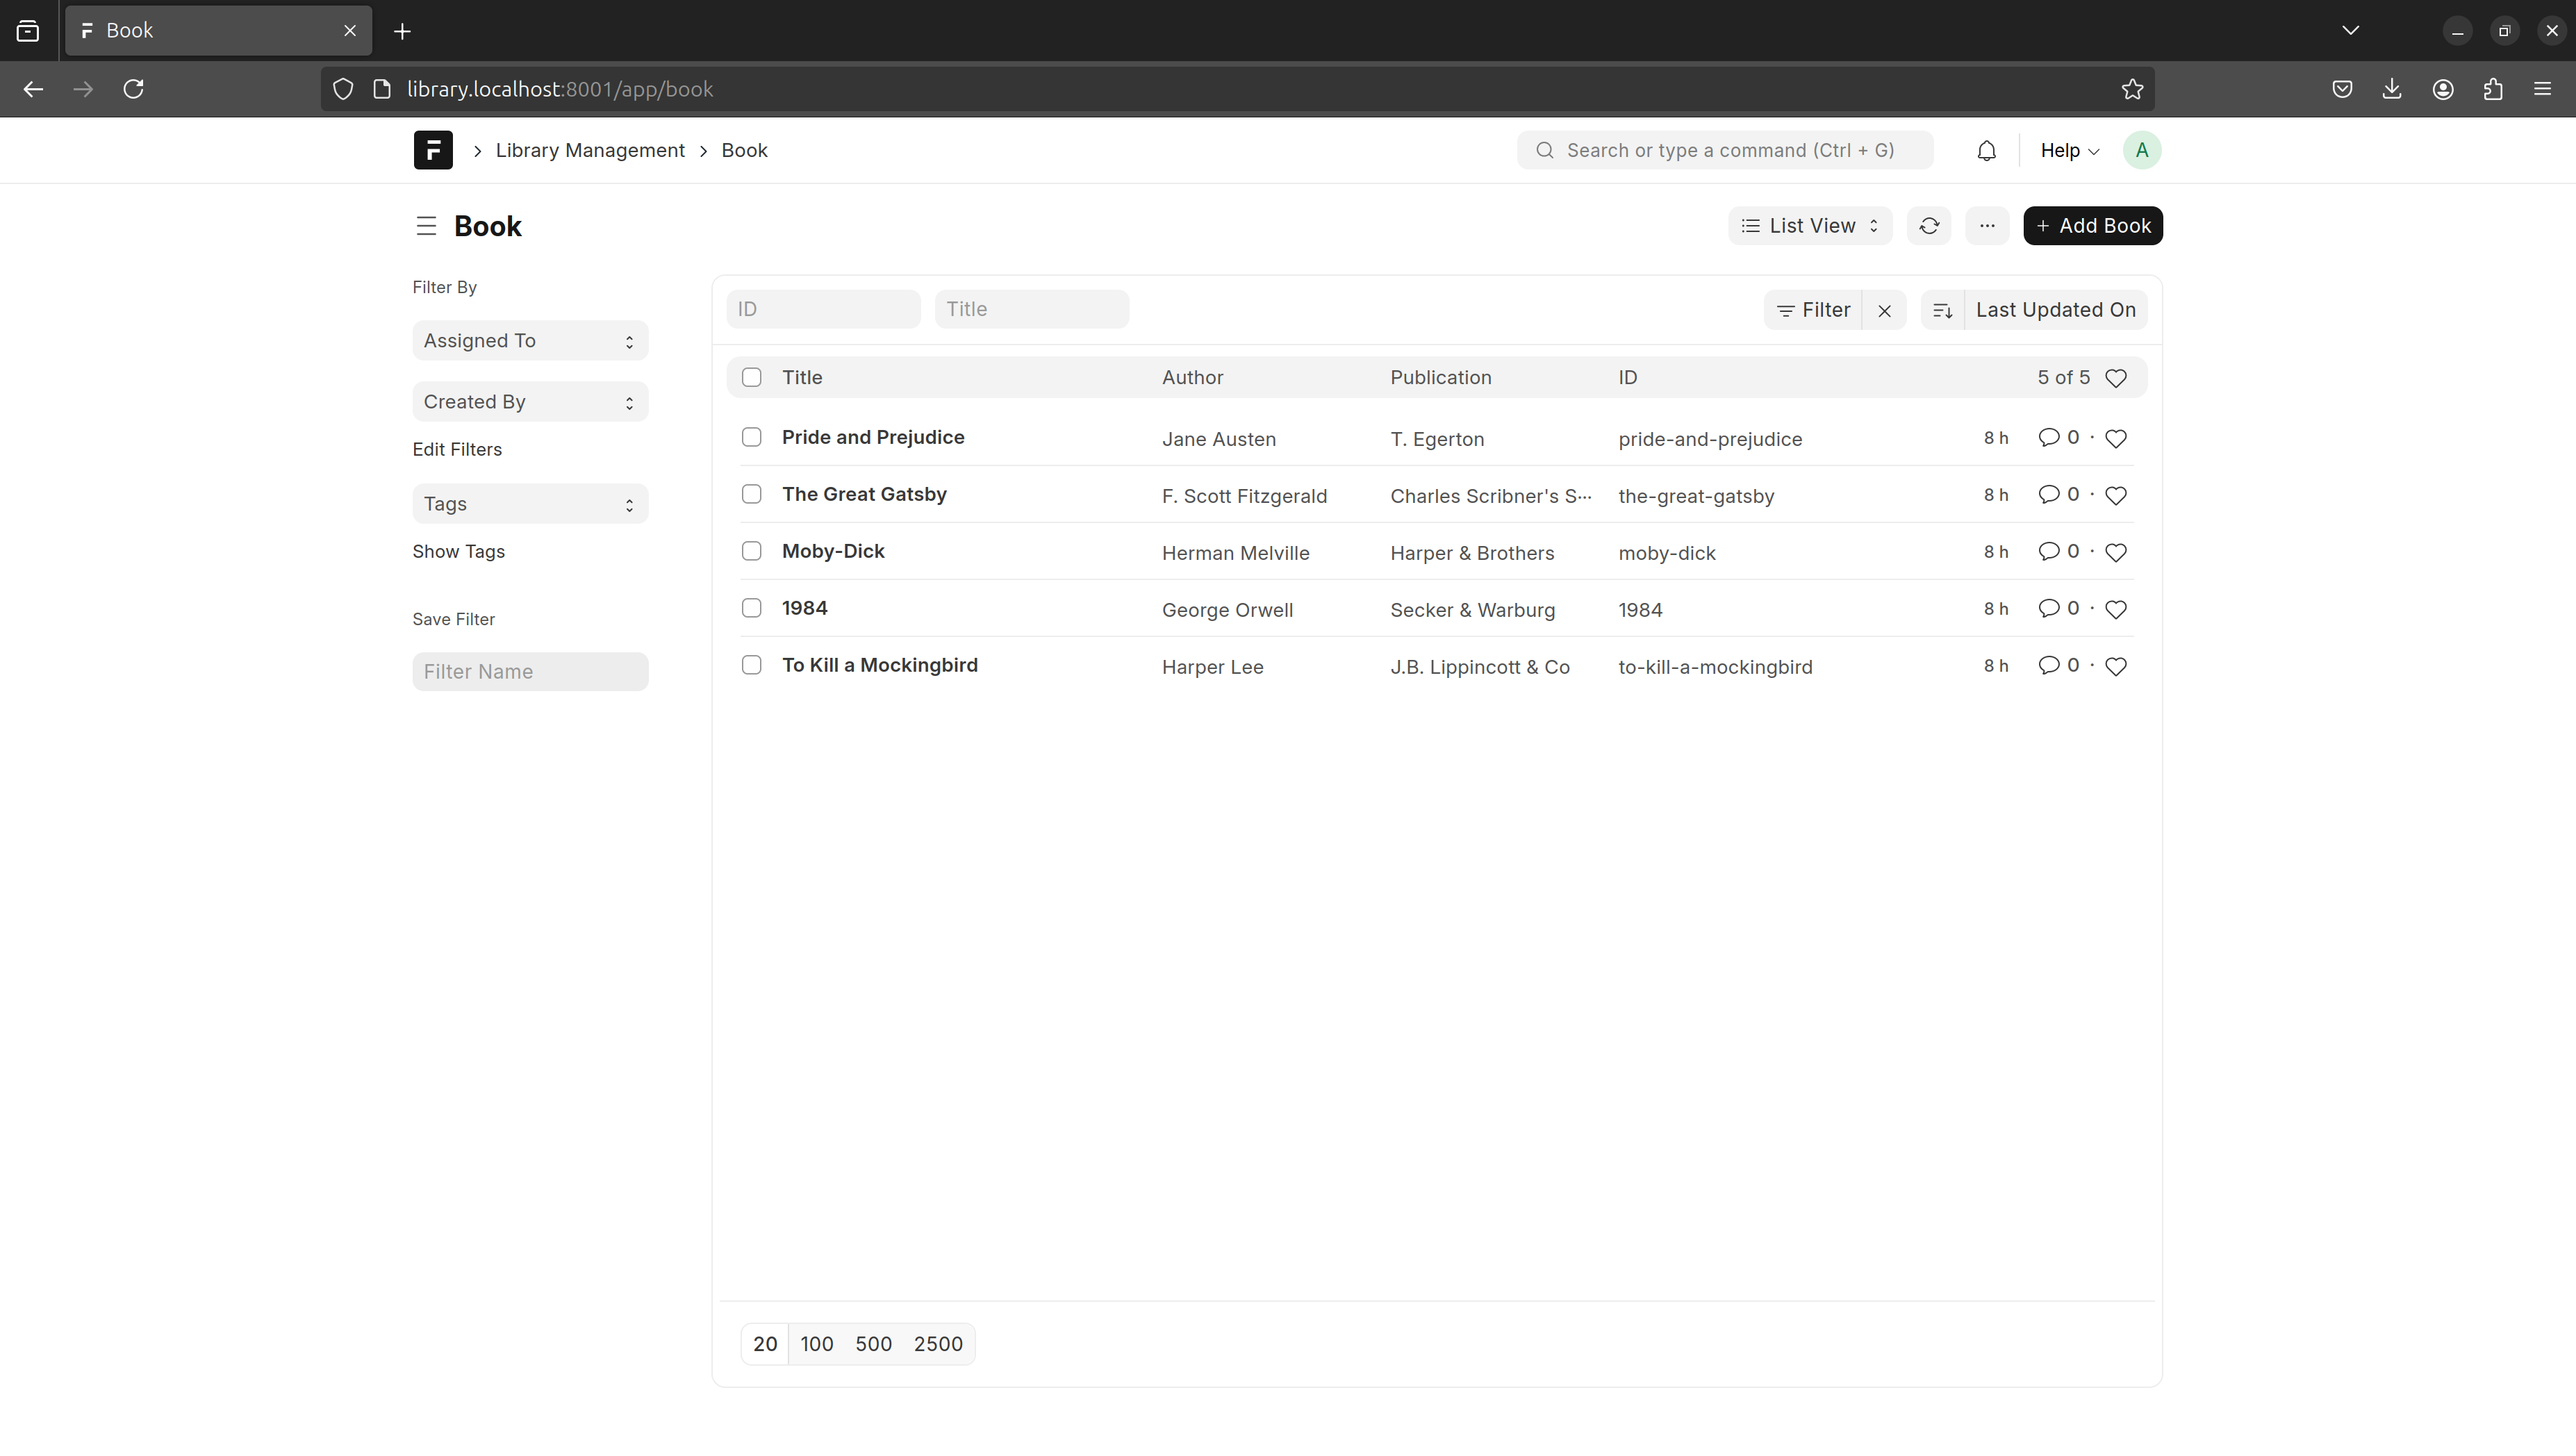 Book
library.localhost:8001/app/book
Library Management Book Search or type a command (Ctrl + G) Help A
Book List View + Add Book
Filter By
Assigned To
Created By
Edit Filters
Tags
Show Tags
Save Filter
Filter Name
ID Title Filter Last Updated On
Title Author Publication ID 5 of 5
Pride and Prejudice Jane Austen T. Egerton pride-and-prejudice 8 h 0
The Great Gatsby F. Scott Fitzgerald Charles Scribner's S... the-great-gatsby 8 h 0
Moby-Dick Herman Melville Harper & Brothers moby-dick 8 h 0
1984 George Orwell Secker & Warburg 1984 8 h 0
To Kill a Mockingbird Harper Lee J.B. Lippincott & Co to-kill-a-mockingbird 8 h 0
20 100 500 2500